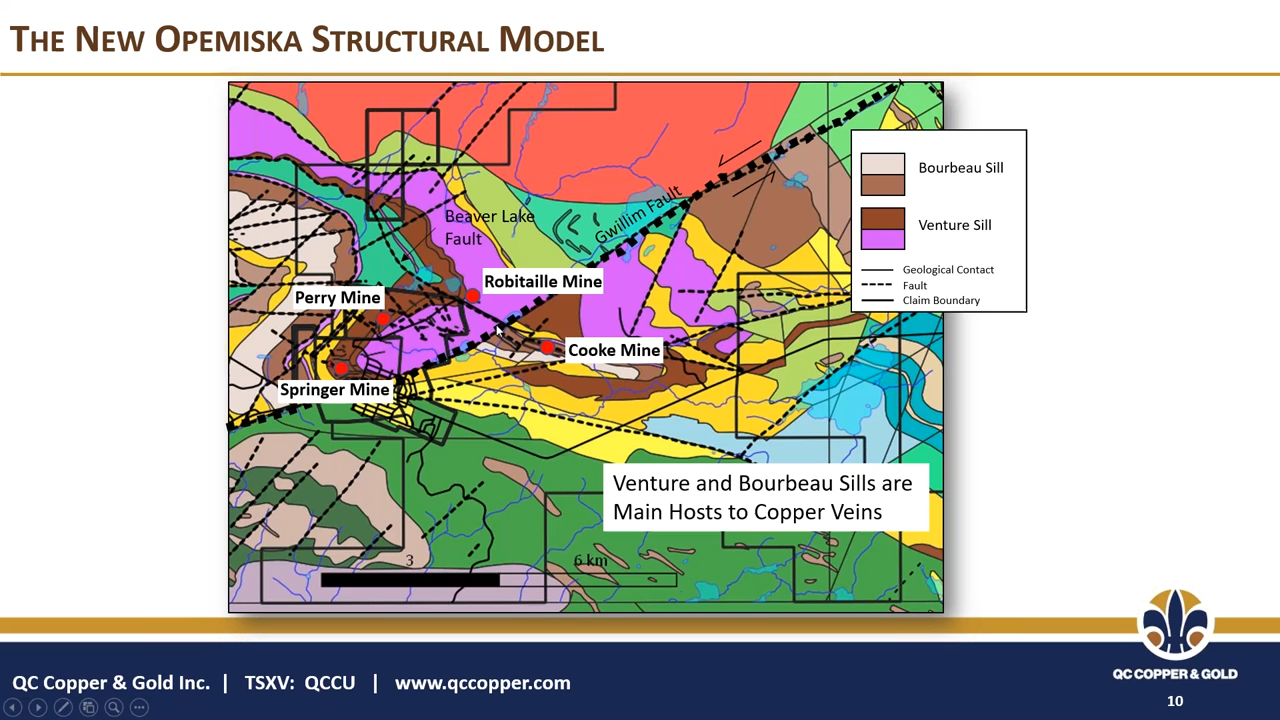 THE NEW OPEMISKA STRUCTURAL MODEL
Bourbeau Sill
Venture Sill
Geological Contact
Fault
Claim Boundary
Gwillim Fault
Beaver Lake
Fault
Robitaille Mine
Perry Mine
Cooke Mine
Springer Mine
Venture and Bourbeau Sills are
Main Hosts to Copper Veins
3
6 km
QC COPPER & GOLD
QC Copper & Gold Inc. | TSXV: QCCU | www.qccopper.com
10